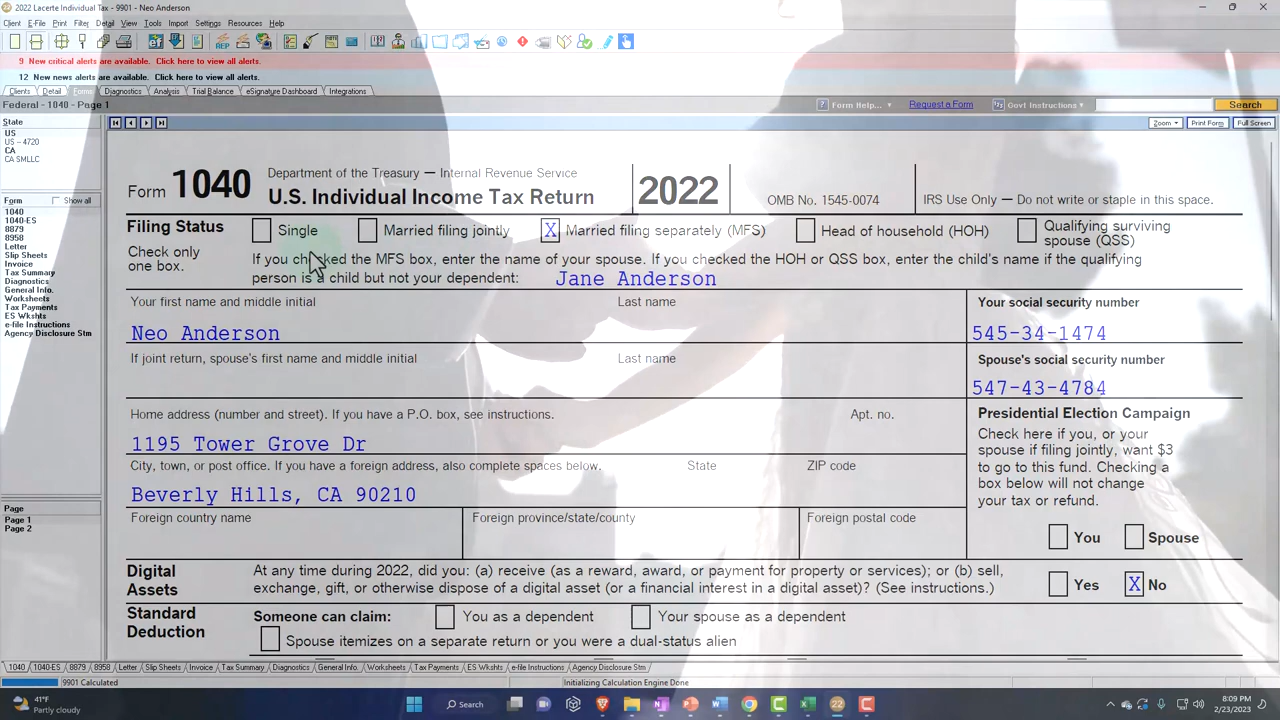 2022 Lacerte Individual Tax - 9901 - Neo Anderson
Client E-File Print Filter Detail View Tools Import Settings Resources Help
9 New critical alerts are available. Click here to view all alerts.
12 New news alerts are available. Click here to view all alerts.
Clients Detail Forms Diagnostics Analysis Trial Balance eSignature Dashboard Integrations
Federal - 1040 - Page 1
Form Help... Request a Form Govt Instructions Search
Zoom Print Form Full Screen
State
US
US - 4720
CA
CA SMLLC
Form Show all
1040
1040-ES
8879
8958
Letter
Slip Sheets
Invoice
Tax Summary
Diagnostics
General Info.
Worksheets
Tax Payments
ES Wkshts
e-file Instructions
Agency Disclosure Stm
Page
Page 1
Page 2
Form 1040 Department of the Treasury — Internal Revenue Service
U.S. Individual Income Tax Return 2022 OMB No. 1545-0074 IRS Use Only — Do not write or staple in this space.
Filing Status Single Married filing jointly X Married filing separately (MFS) Head of household (HOH) Qualifying surviving spouse (QSS)
Check only one box.
If you checked the MFS box, enter the name of your spouse. If you checked the HOH or QSS box, enter the child's name if the qualifying
person is a child but not your dependent: Jane Anderson
Your first name and middle initial Last name Your social security number
Neo Anderson 545-34-1474
If joint return, spouse's first name and middle initial Last name Spouse's social security number
547-43-4784
Home address (number and street). If you have a P.O. box, see instructions. Apt. no.
1195 Tower Grove Dr
City, town, or post office. If you have a foreign address, also complete spaces below. State ZIP code
Beverly Hills, CA 90210
Foreign country name Foreign province/state/county Foreign postal code
Presidential Election Campaign
Check here if you, or your
spouse if filing jointly, want $3
to go to this fund. Checking a
box below will not change
your tax or refund.
You Spouse
Digital Assets
At any time during 2022, did you: (a) receive (as a reward, award, or payment for property or services); or (b) sell,
exchange, gift, or otherwise dispose of a digital asset (or a financial interest in a digital asset)? (See instructions.) Yes X No
Standard Deduction
Someone can claim: You as a dependent Your spouse as a dependent
Spouse itemizes on a separate return or you were a dual-status alien
1040 1040-ES 8879 8958 Letter Slip Sheets Invoice Tax Summary Diagnostics General Info. Worksheets Tax Payments ES Wkshts e-file Instructions Agency Disclosure Stm
9901 Calculated Initializing Calculation Engine Done
41°F
Partly cloudy
Search
8:09 PM
2/23/2023